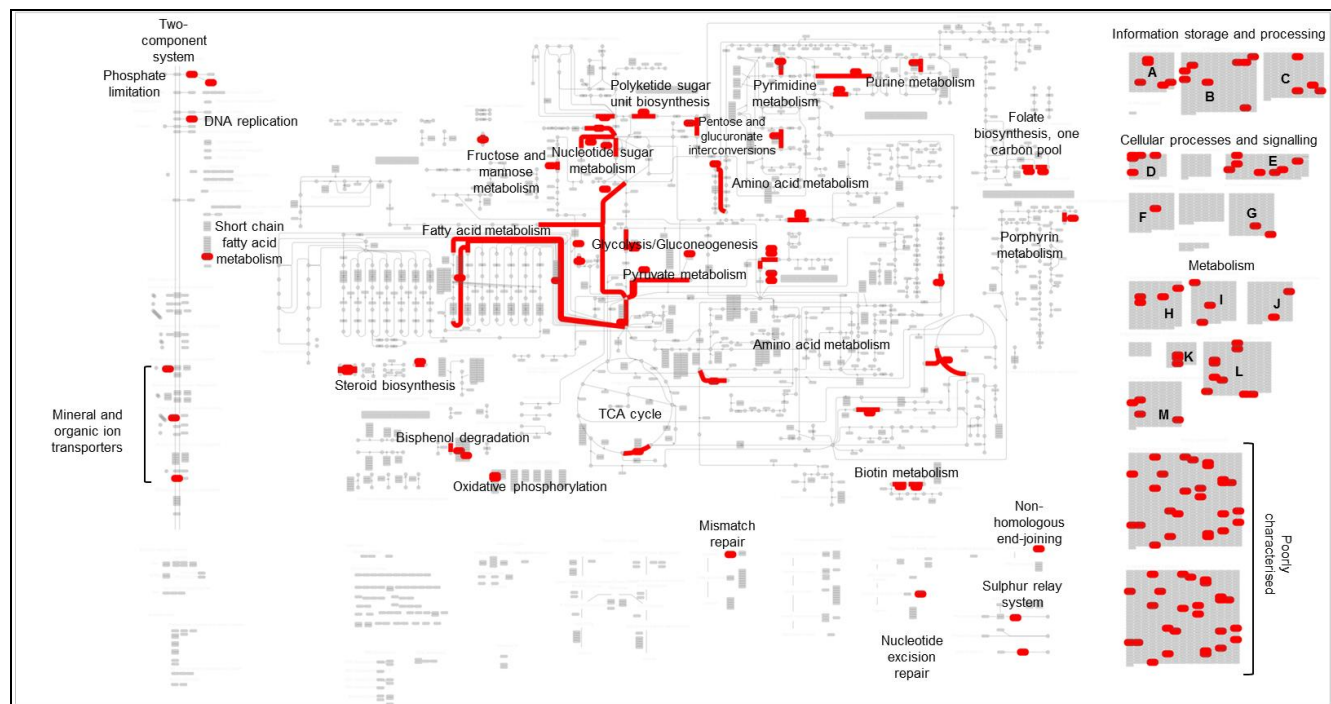 Two-
component
system
Phosphate
limitation
DNA replication
Short chain
fatty acid
metabolism
Mineral and
organic ion
transporters
Polyketide sugar
unit biosynthesis
Pyrimidine
metabolism
Purine metabolism
Fructose and
mannose
metabolism
Nucleotide sugar
metabolism
Pentose and
glucuronate
interconversions
Folate
biosynthesis, one
carbon pool
Amino acid metabolism
Fatty acid metabolism
Glycolysis/Gluconeogenesis
Pyruvate metabolism
Porphyrin
metabolism
Amino acid metabolism
Steroid biosynthesis
TCA cycle
Bisphenol degradation
Oxidative phosphorylation
Biotin metabolism
Mismatch
repair
Non-
homologous
end-joining
Sulphur relay
system
Nucleotide
excision
repair
Information storage and processing
A
B
C
Cellular processes and signalling
D
E
F
G
Metabolism
H
I
J
K
L
M
Poorly
characterised